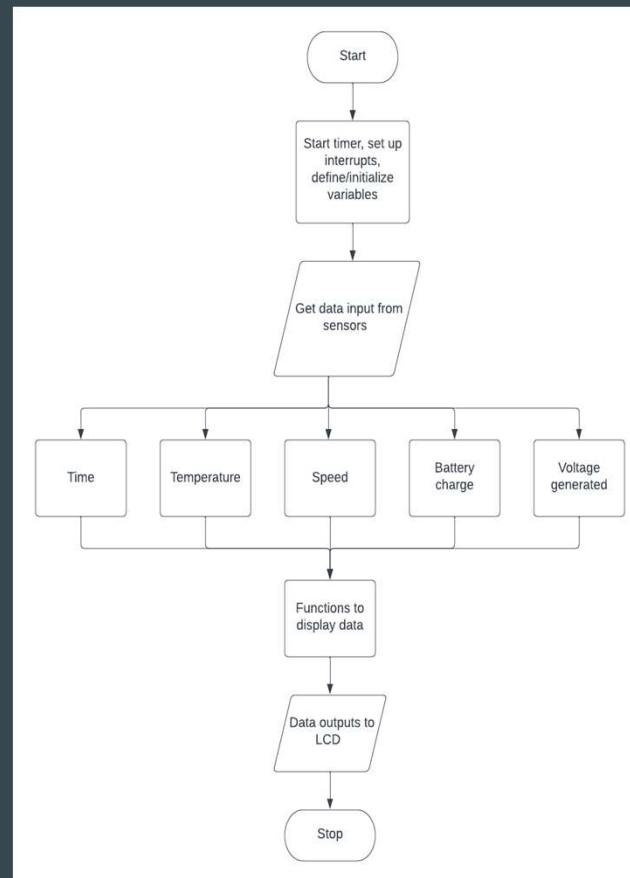 Start
Start timer, set up
interrupts,
define/initialize
variables
Get data input from
sensors
Time
Temperature
Speed
Battery
charge
Voltage
generated
Functions to
display data
Data outputs to
LCD
Stop